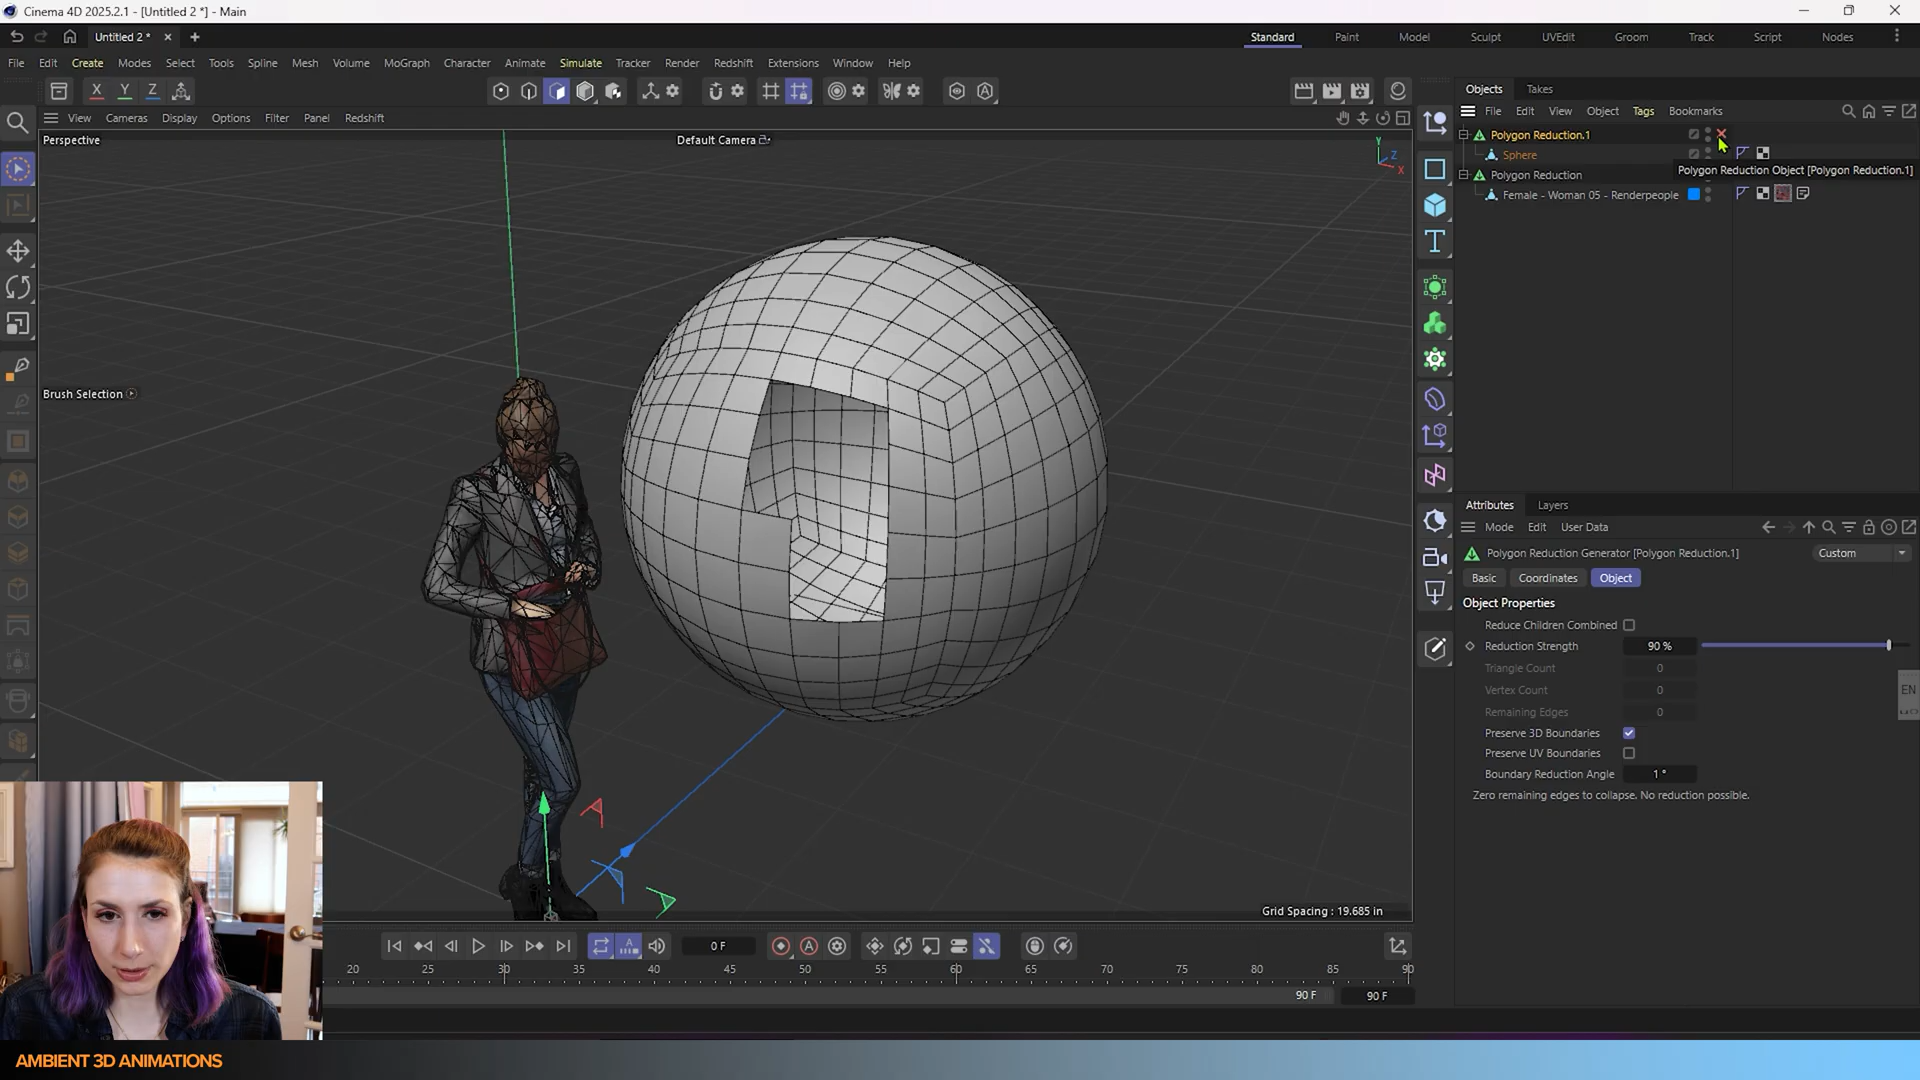 Cinema 4D 2025.2.1 - [Untitled 2 *] - Main
Untitled 2 *
Standard Paint Model Sculpt UVEdit Groom Track Script Nodes
File Edit Create Modes Select Tools Spline Mesh Volume MoGraph Character Animate Simulate Tracker Render Redshift Extensions Window Help
X Y Z
Objects Takes
View Cameras Display Options Filter Panel Redshift
File Edit View Object Tags Bookmarks
Perspective
Default Camera
Y
Z
X
Polygon Reduction.1
Sphere
Polygon Reduction Object [Polygon Reduction.1]
Polygon Reduction
Female - Woman 05 - Renderpeople
Brush Selection
Attributes Layers
Mode Edit User Data
Polygon Reduction Generator [Polygon Reduction.1]
Custom
Basic Coordinates Object
Object Properties
Reduce Children Combined
Reduction Strength 90 %
Triangle Count 0
Vertex Count 0
Remaining Edges 0
EN
Preserve 3D Boundaries
Preserve UV Boundaries
Boundary Reduction Angle 1 °
Zero remaining edges to collapse. No reduction possible.
Grid Spacing : 19.685 in
0 F
20 25 30 35 40 45 50 55 60 65 70 75 80 85 90
90 F 90 F
AMBIENT 3D ANIMATIONS